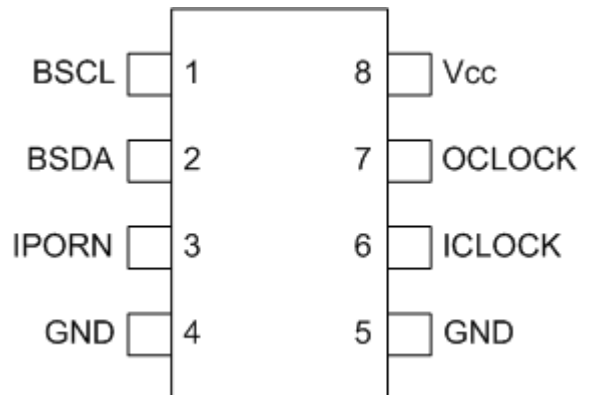 BSCL 1 8 Vcc
BSDA 2 7 OCLOCK
IPORN 3 6 ICLOCK
GND 4 5 GND